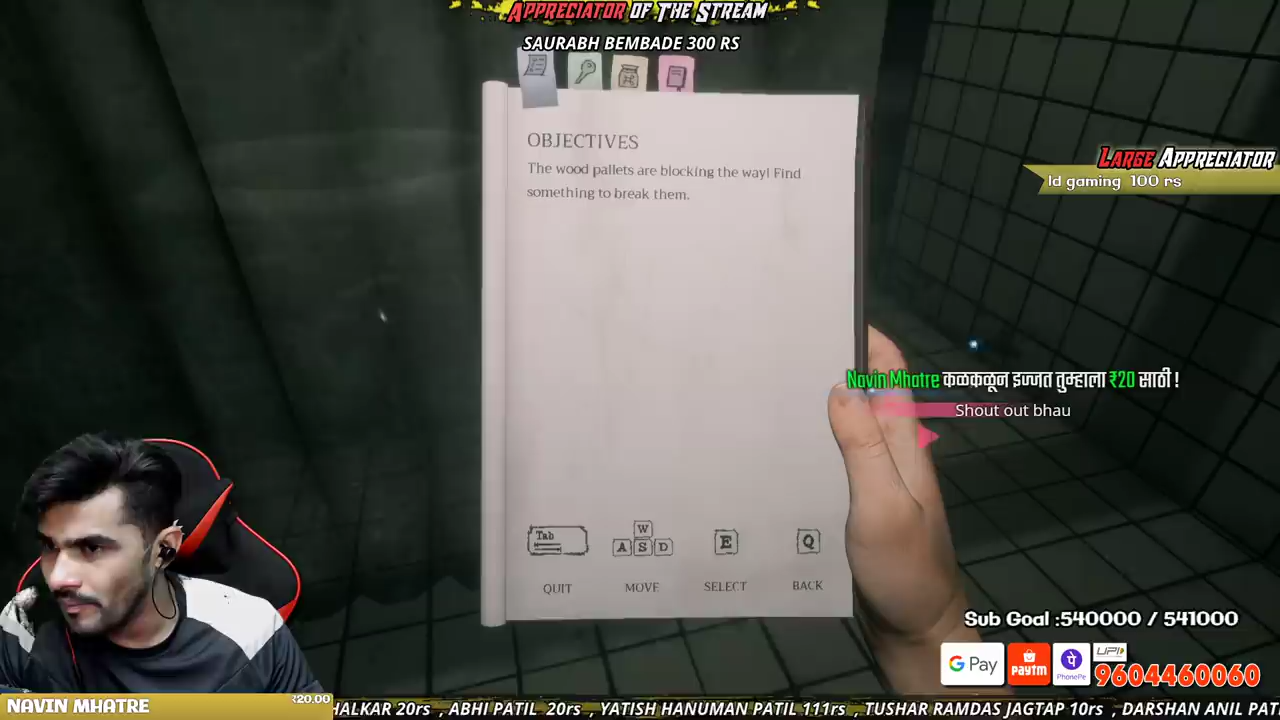 APPRECIATOR OF THE STREAM
SAURABH BEMBADE 300 RS
OBJECTIVES
The wood pallets are blocking the way! Find
something to break them.
Tab
W
A S D
E
Q
QUIT
MOVE
SELECT
BACK
LARGE APPRECIATOR
ld gaming 100 rs
Navin Mhatre कळकळून इज्जत तुम्हाला ₹20 साठी !
Shout out bhau
Sub Goal :540000 / 541000
G Pay
paytm
PhonePe
UPI
9604460060
NAVIN MHATRE
₹20.00
HALKAR 20rs , ABHI PATIL 20rs , YATISH HANUMAN PATIL 111rs , TUSHAR RAMDAS JAGTAP 10rs , DARSHAN ANIL PAT